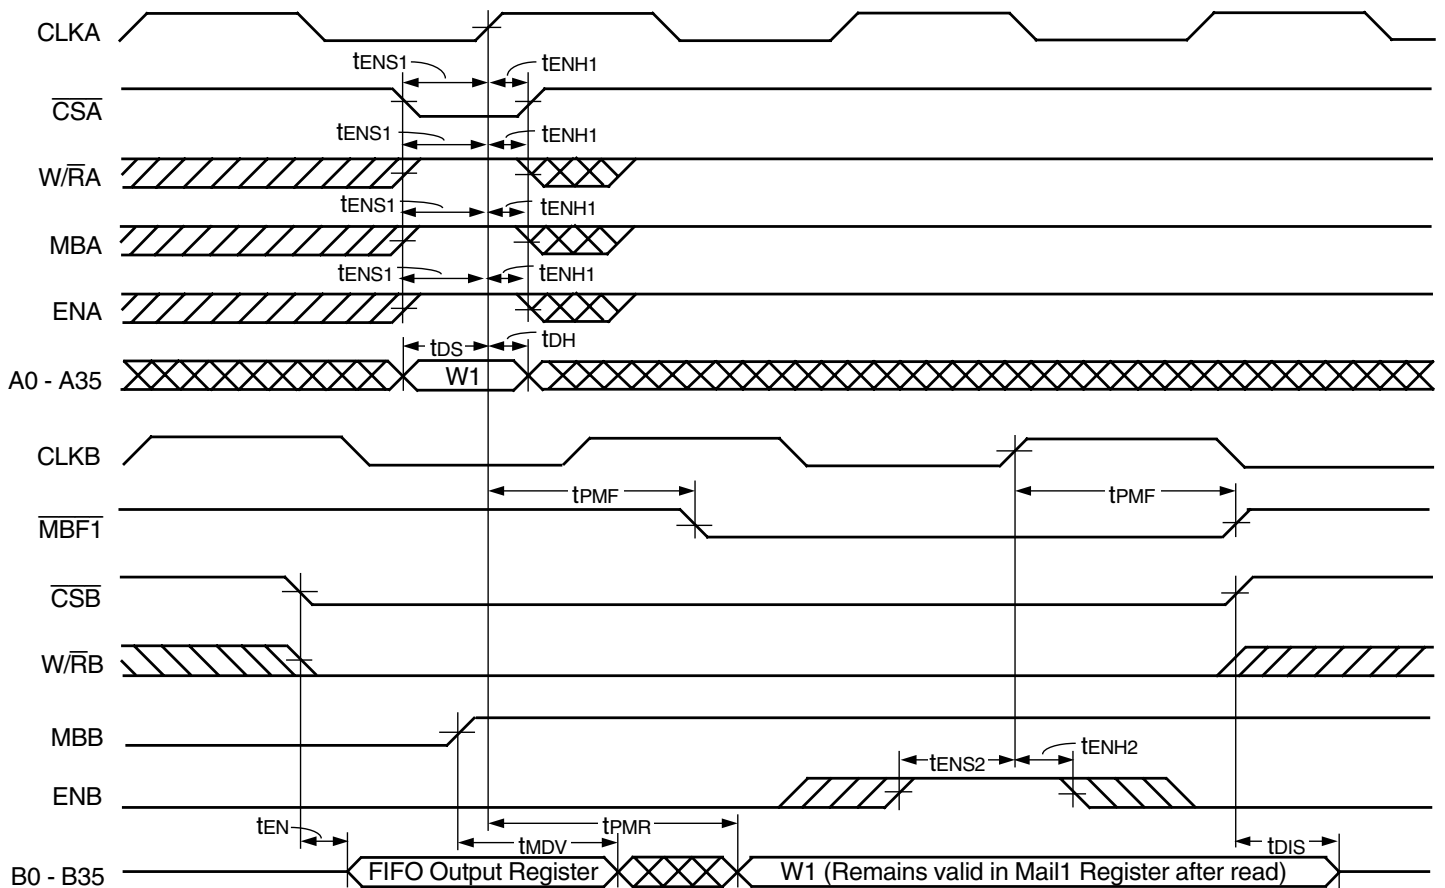 CLKA
tENS1 tENH1
CSA
tENS1 tENH1
W/RA
tENS1 tENH1
MBA
tENS1 tENH1
ENA
tDS tDH
A0 - A35 W1
CLKB
tPMF tPMF
MBF1
CSB
W/RB
MBB
tENS2 tENH2
ENB
tEN tPMR
tMDV tDIS
B0 - B35 FIFO Output Register W1 (Remains valid in Mail1 Register after read)